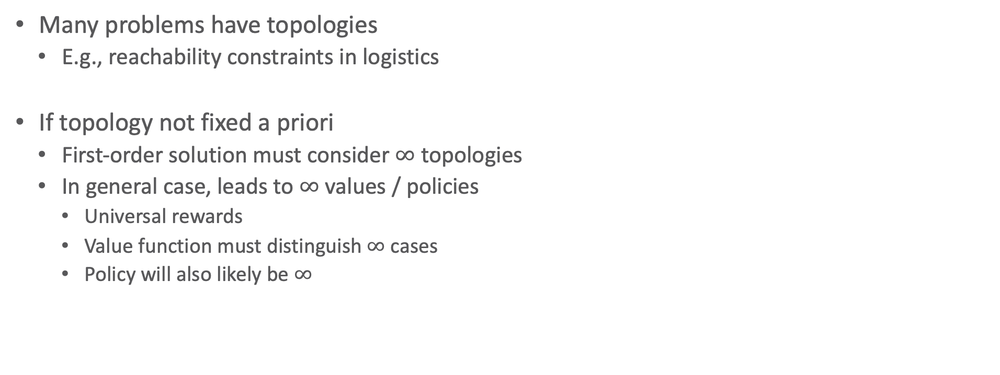 • Many problems have topologies
• E.g., reachability constraints in logistics
• If topology not fixed a priori
• First-order solution must consider ∞ topologies
• In general case, leads to ∞ values / policies
• Universal rewards
• Value function must distinguish ∞ cases
• Policy will also likely be ∞